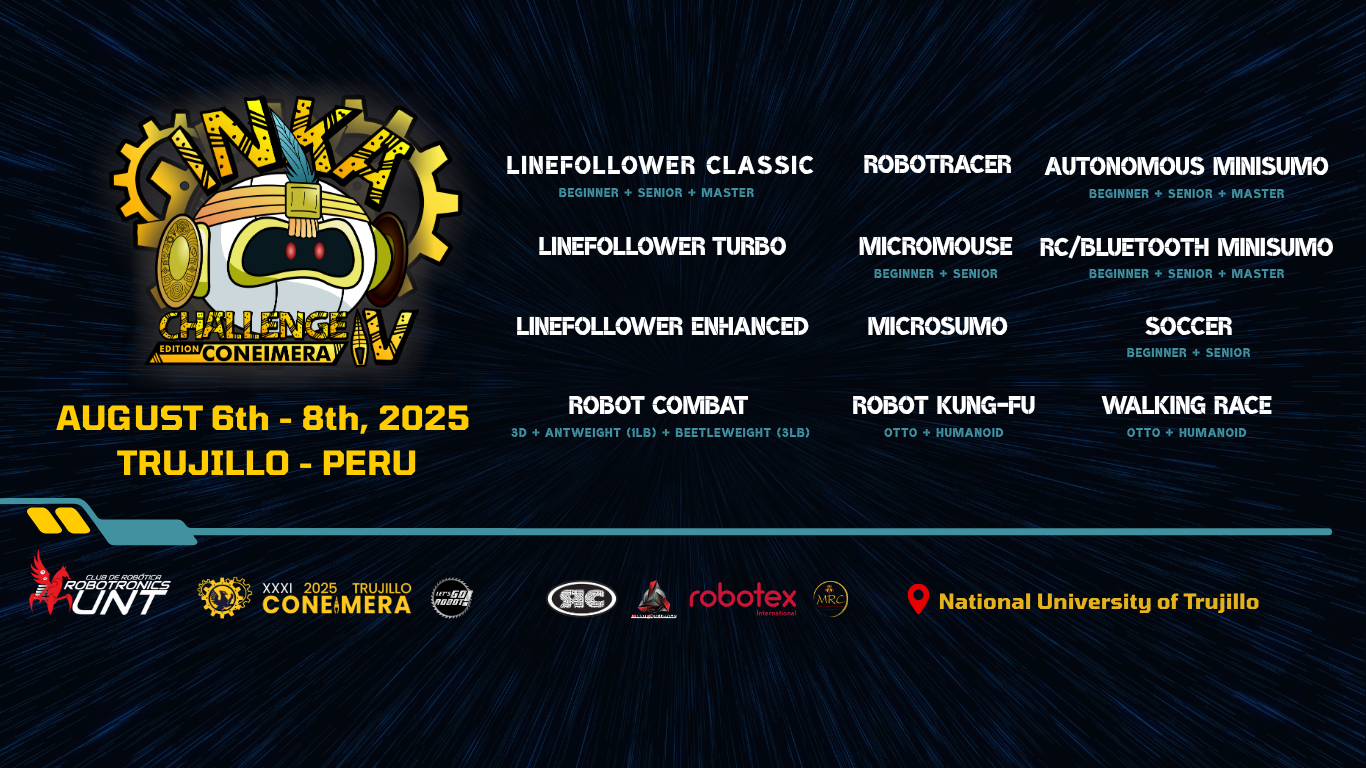 INKA
CHALLENGE IV
EDITION CONEIMERA
AUGUST 6th - 8th, 2025
TRUJILLO - PERU
LINEFOLLOWER CLASSIC
BEGINNER + SENIOR + MASTER
LINEFOLLOWER TURBO
LINEFOLLOWER ENHANCED
ROBOT COMBAT
3D + ANTWEIGHT (1LB) + BEETLEWEIGHT (3LB)
ROBOTRACER
MICROMOUSE
BEGINNER + SENIOR
MICROSUMO
ROBOT KUNG-FU
OTTO + HUMANOID
AUTONOMOUS MINISUMO
BEGINNER + SENIOR + MASTER
RC/BLUETOOTH MINISUMO
BEGINNER + SENIOR + MASTER
SOCCER
BEGINNER + SENIOR
WALKING RACE
OTTO + HUMANOID
CLUB DE ROBÓTICA
ROBOTRONICS
UNT
XXXI 2025 TRUJILLO
CONEIMERA
LET'S GO
RC
robotex
International
MRC
National University of Trujillo